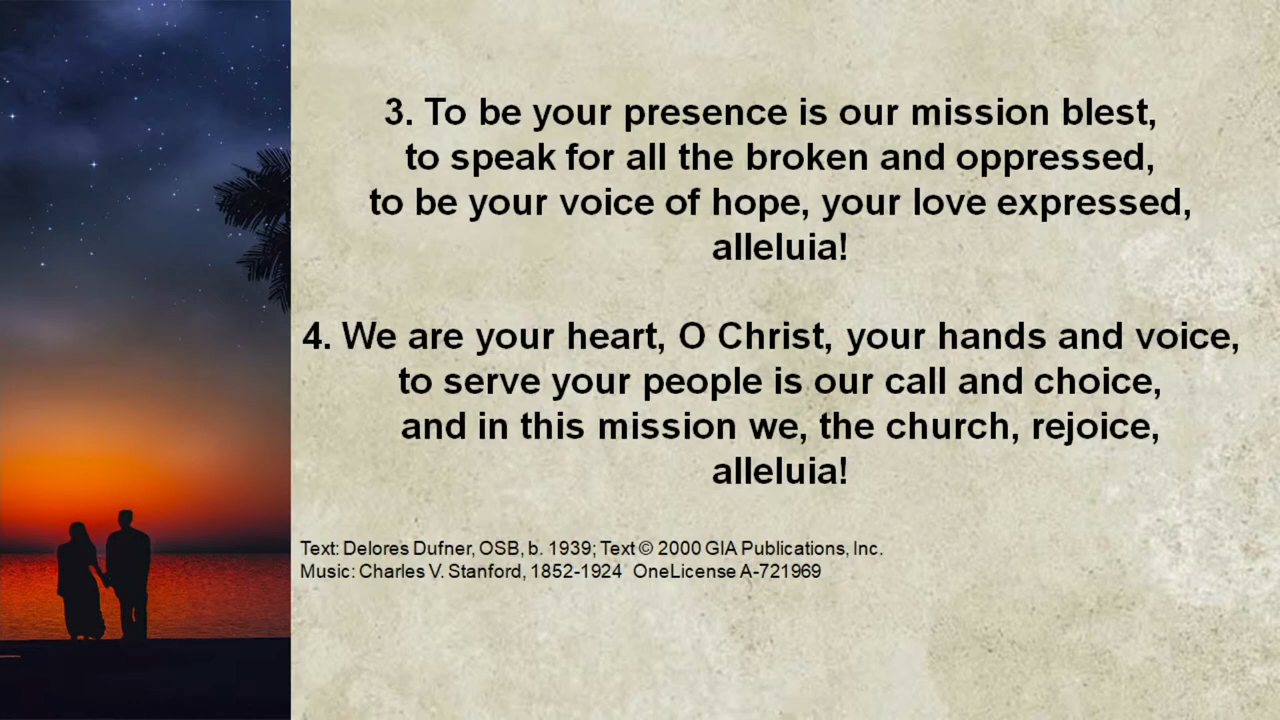 3. To be your presence is our mission blest,
to speak for all the broken and oppressed,
to be your voice of hope, your love expressed,
alleluia!
4. We are your heart, O Christ, your hands and voice,
to serve your people is our call and choice,
and in this mission we, the church, rejoice,
alleluia!
Text: Delores Dufner, OSB, b. 1939; Text © 2000 GIA Publications, Inc.
Music: Charles V. Stanford, 1852-1924  OneLicense A-721969